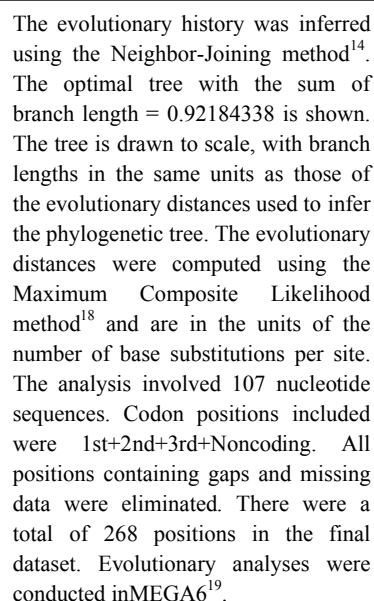 The evolutionary history was inferred
using the Neighbor-Joining method14.
The optimal tree with the sum of
branch length = 0.92184338 is shown.
The tree is drawn to scale, with branch
lengths in the same units as those of
the evolutionary distances used to infer
the phylogenetic tree. The evolutionary
distances were computed using the
Maximum Composite Likelihood
method18 and are in the units of the
number of base substitutions per site.
The analysis involved 107 nucleotide
sequences. Codon positions included
were 1st+2nd+3rd+Noncoding. All
positions containing gaps and missing
data were eliminated. There were a
total of 268 positions in the final
dataset. Evolutionary analyses were
conducted inMEGA619.